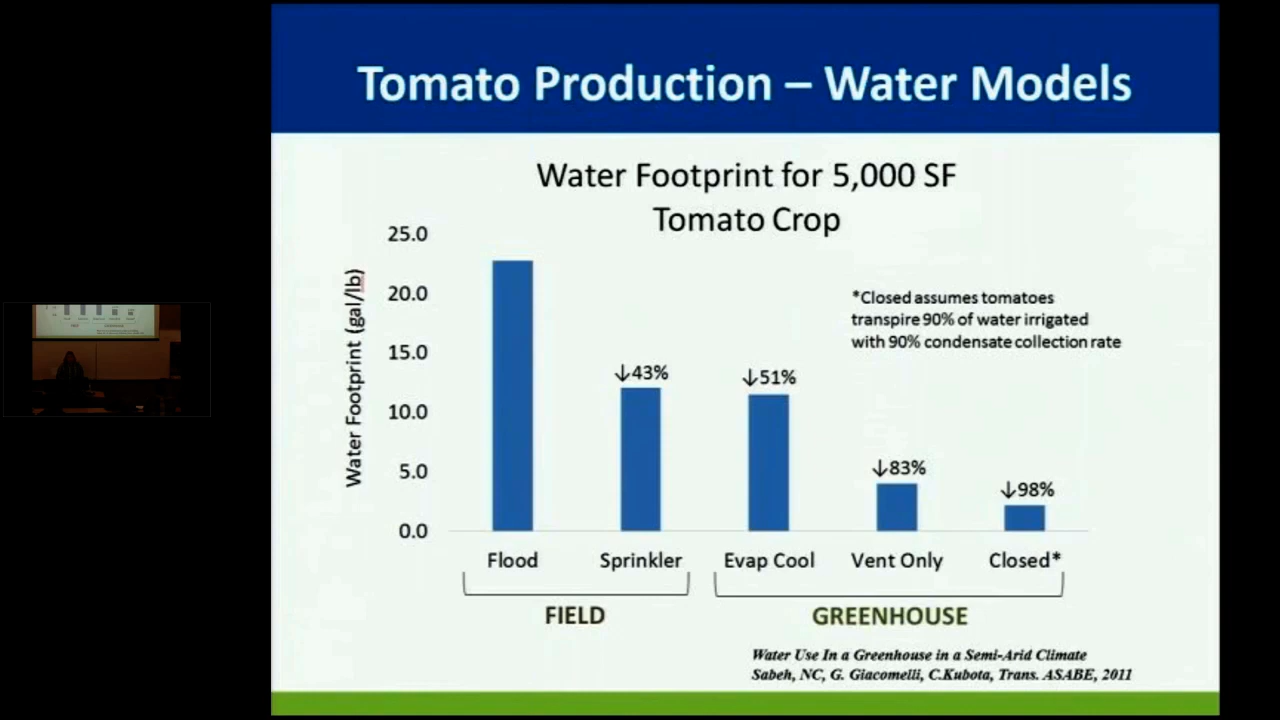 Tomato Production – Water Models
Water Footprint for 5,000 SF
Tomato Crop
Water Footprint (gal/lb)
25.0
20.0
15.0
10.0
5.0
0.0
*Closed assumes tomatoes
transpire 90% of water irrigated
with 90% condensate collection rate
↓43%
↓51%
↓83%
↓98%
Flood
Sprinkler
Evap Cool
Vent Only
Closed*
FIELD
GREENHOUSE
Water Use In a Greenhouse in a Semi-Arid Climate
Sabeh, NC, G. Giacomelli, C.Kubota, Trans. ASABE, 2011